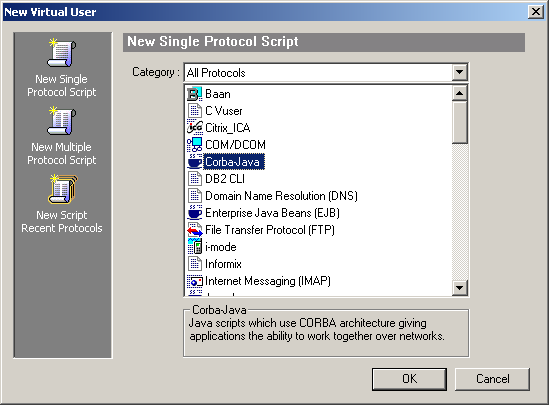 New Virtual User
New Single Protocol Script
New Single
Protocol Script
New Multiple
Protocol Script
New Script
Recent Protocols
Category : All Protocols
Baan
C Vuser
Citrix_ICA
COM/DCOM
Corba-Java
DB2 CLI
Domain Name Resolution (DNS)
Enterprise Java Beans (EJB)
File Transfer Protocol (FTP)
i-mode
Informix
Internet Messaging (IMAP)
Corba-Java
Java scripts which use CORBA architecture giving
applications the ability to work together over networks.
OK Cancel